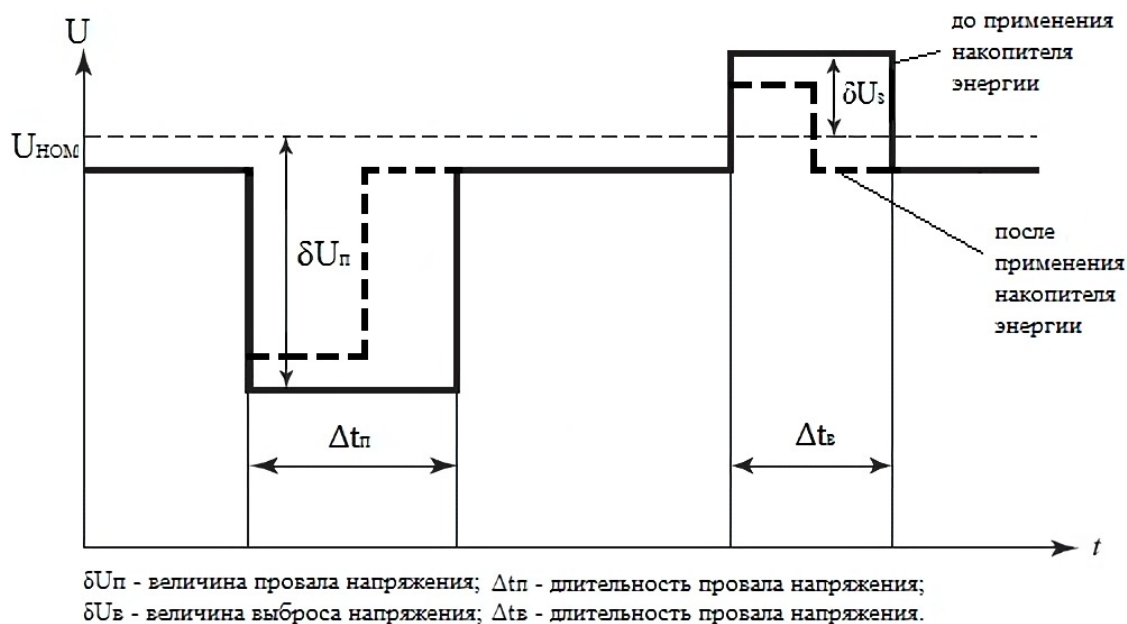 U
до применения
накопителя
энергии
δUв
Uном
δUп
после
применения
накопителя
энергии
Δtп
Δtв
t
δUп - величина провала напряжения; Δtп - длительность провала напряжения;
δUв - величина выброса напряжения; Δtв - длительность провала напряжения.